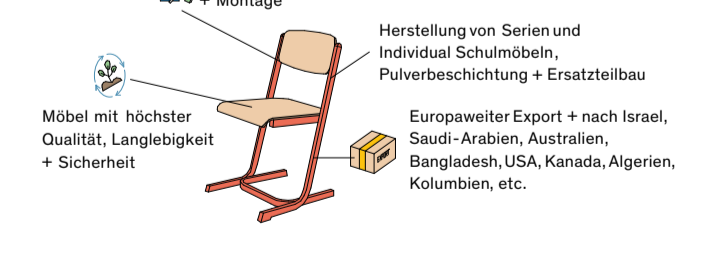 + Montage
Herstellung von Serien und
Individual Schulmöbeln,
Pulverbeschichtung + Ersatzteilbau
Möbel mit höchster
Qualität, Langlebigkeit
+ Sicherheit
Europaweiter Export + nach Israel,
Saudi-Arabien, Australien,
Bangladesh, USA, Kanada, Algerien,
Kolumbien, etc.
EXPORT